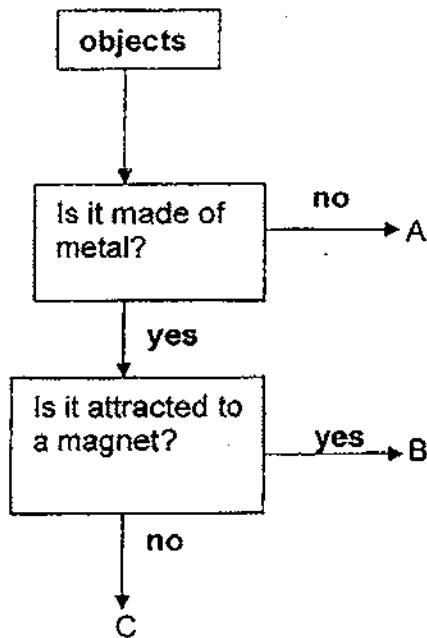 objects
Is it made of
metal?
no
A
yes
Is it attracted to
a magnet?
yes
B
no
C